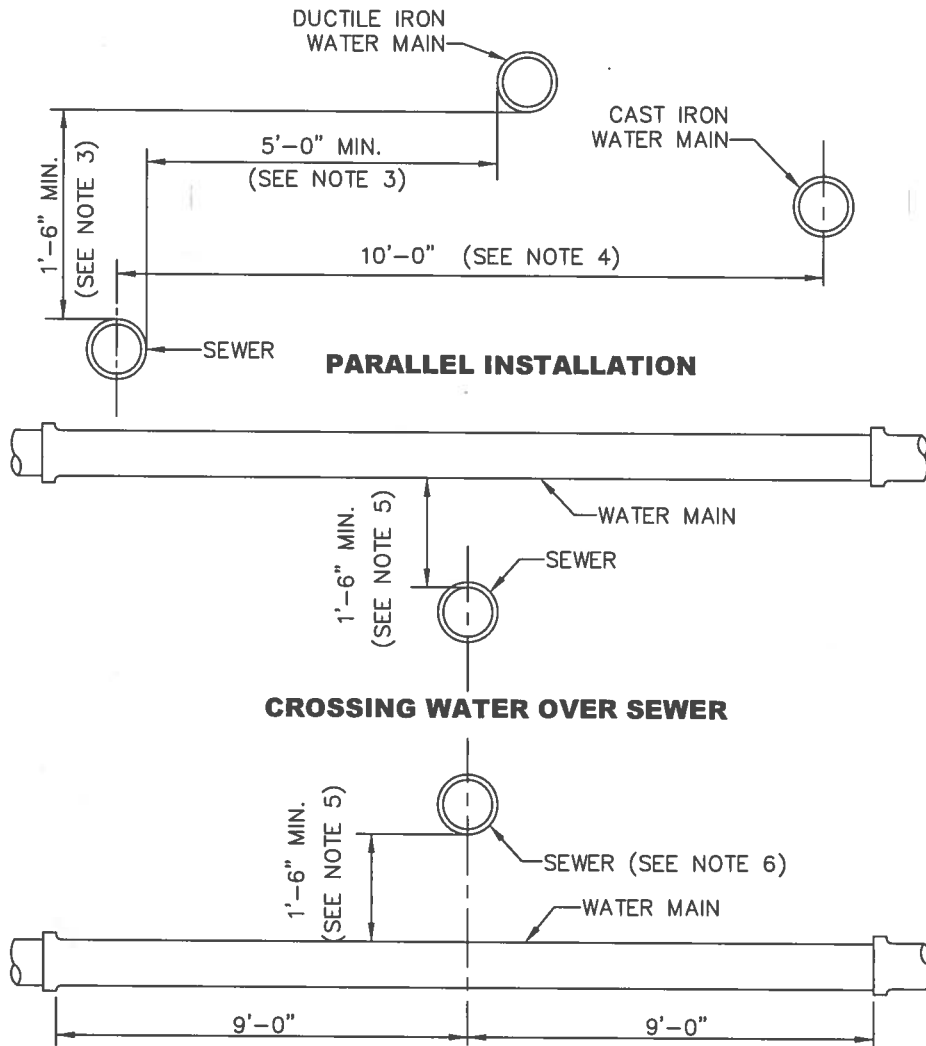 DUCTILE IRON
WATER MAIN
CAST IRON
WATER MAIN
5'-0" MIN.
(SEE NOTE 3)
1'-6" MIN.
(SEE NOTE 3)
10'-0" (SEE NOTE 4)
SEWER
PARALLEL INSTALLATION
WATER MAIN
1'-6" MIN.
(SEE NOTE 5)
SEWER
CROSSING WATER OVER SEWER
1'-6" MIN.
(SEE NOTE 5)
SEWER (SEE NOTE 6)
WATER MAIN
9'-0"
9'-0"